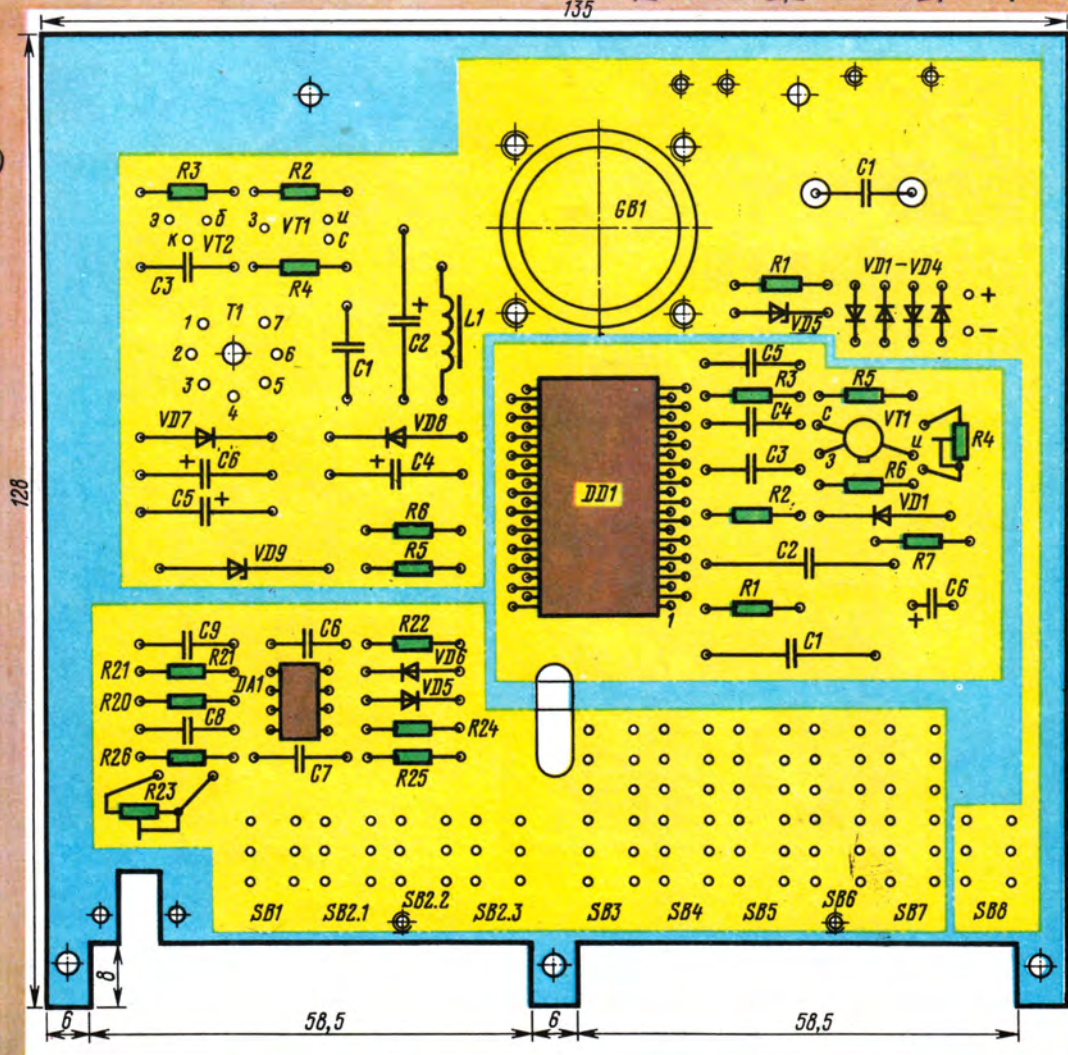 135
R3 R2 C1
э б з VT1 и
к VT2 с
GB1
C3 R4 R1 VD1-VD4
+
VD5 −
1 T1 7 + L1
2 6 C1 C2
3 5
4
C5
R3 R5
VD7 VD8 C4 с VT1
з и R4
+ C6 + C4 C3
R6
128
C5 + DD1 R2 VD1
R6
R5 C2 R7
VD9
R1 C6
+
1
C9 C6 R22 C1
R21 R21 VD6
DA1
R20 VD5
C8 R24
R26 C7 R25
R23
SB1 SB2.1 SB2.2 SB2.3 SB3 SB4 SB5 SB6 SB7 SB8
8
6 58,5 6 58,5